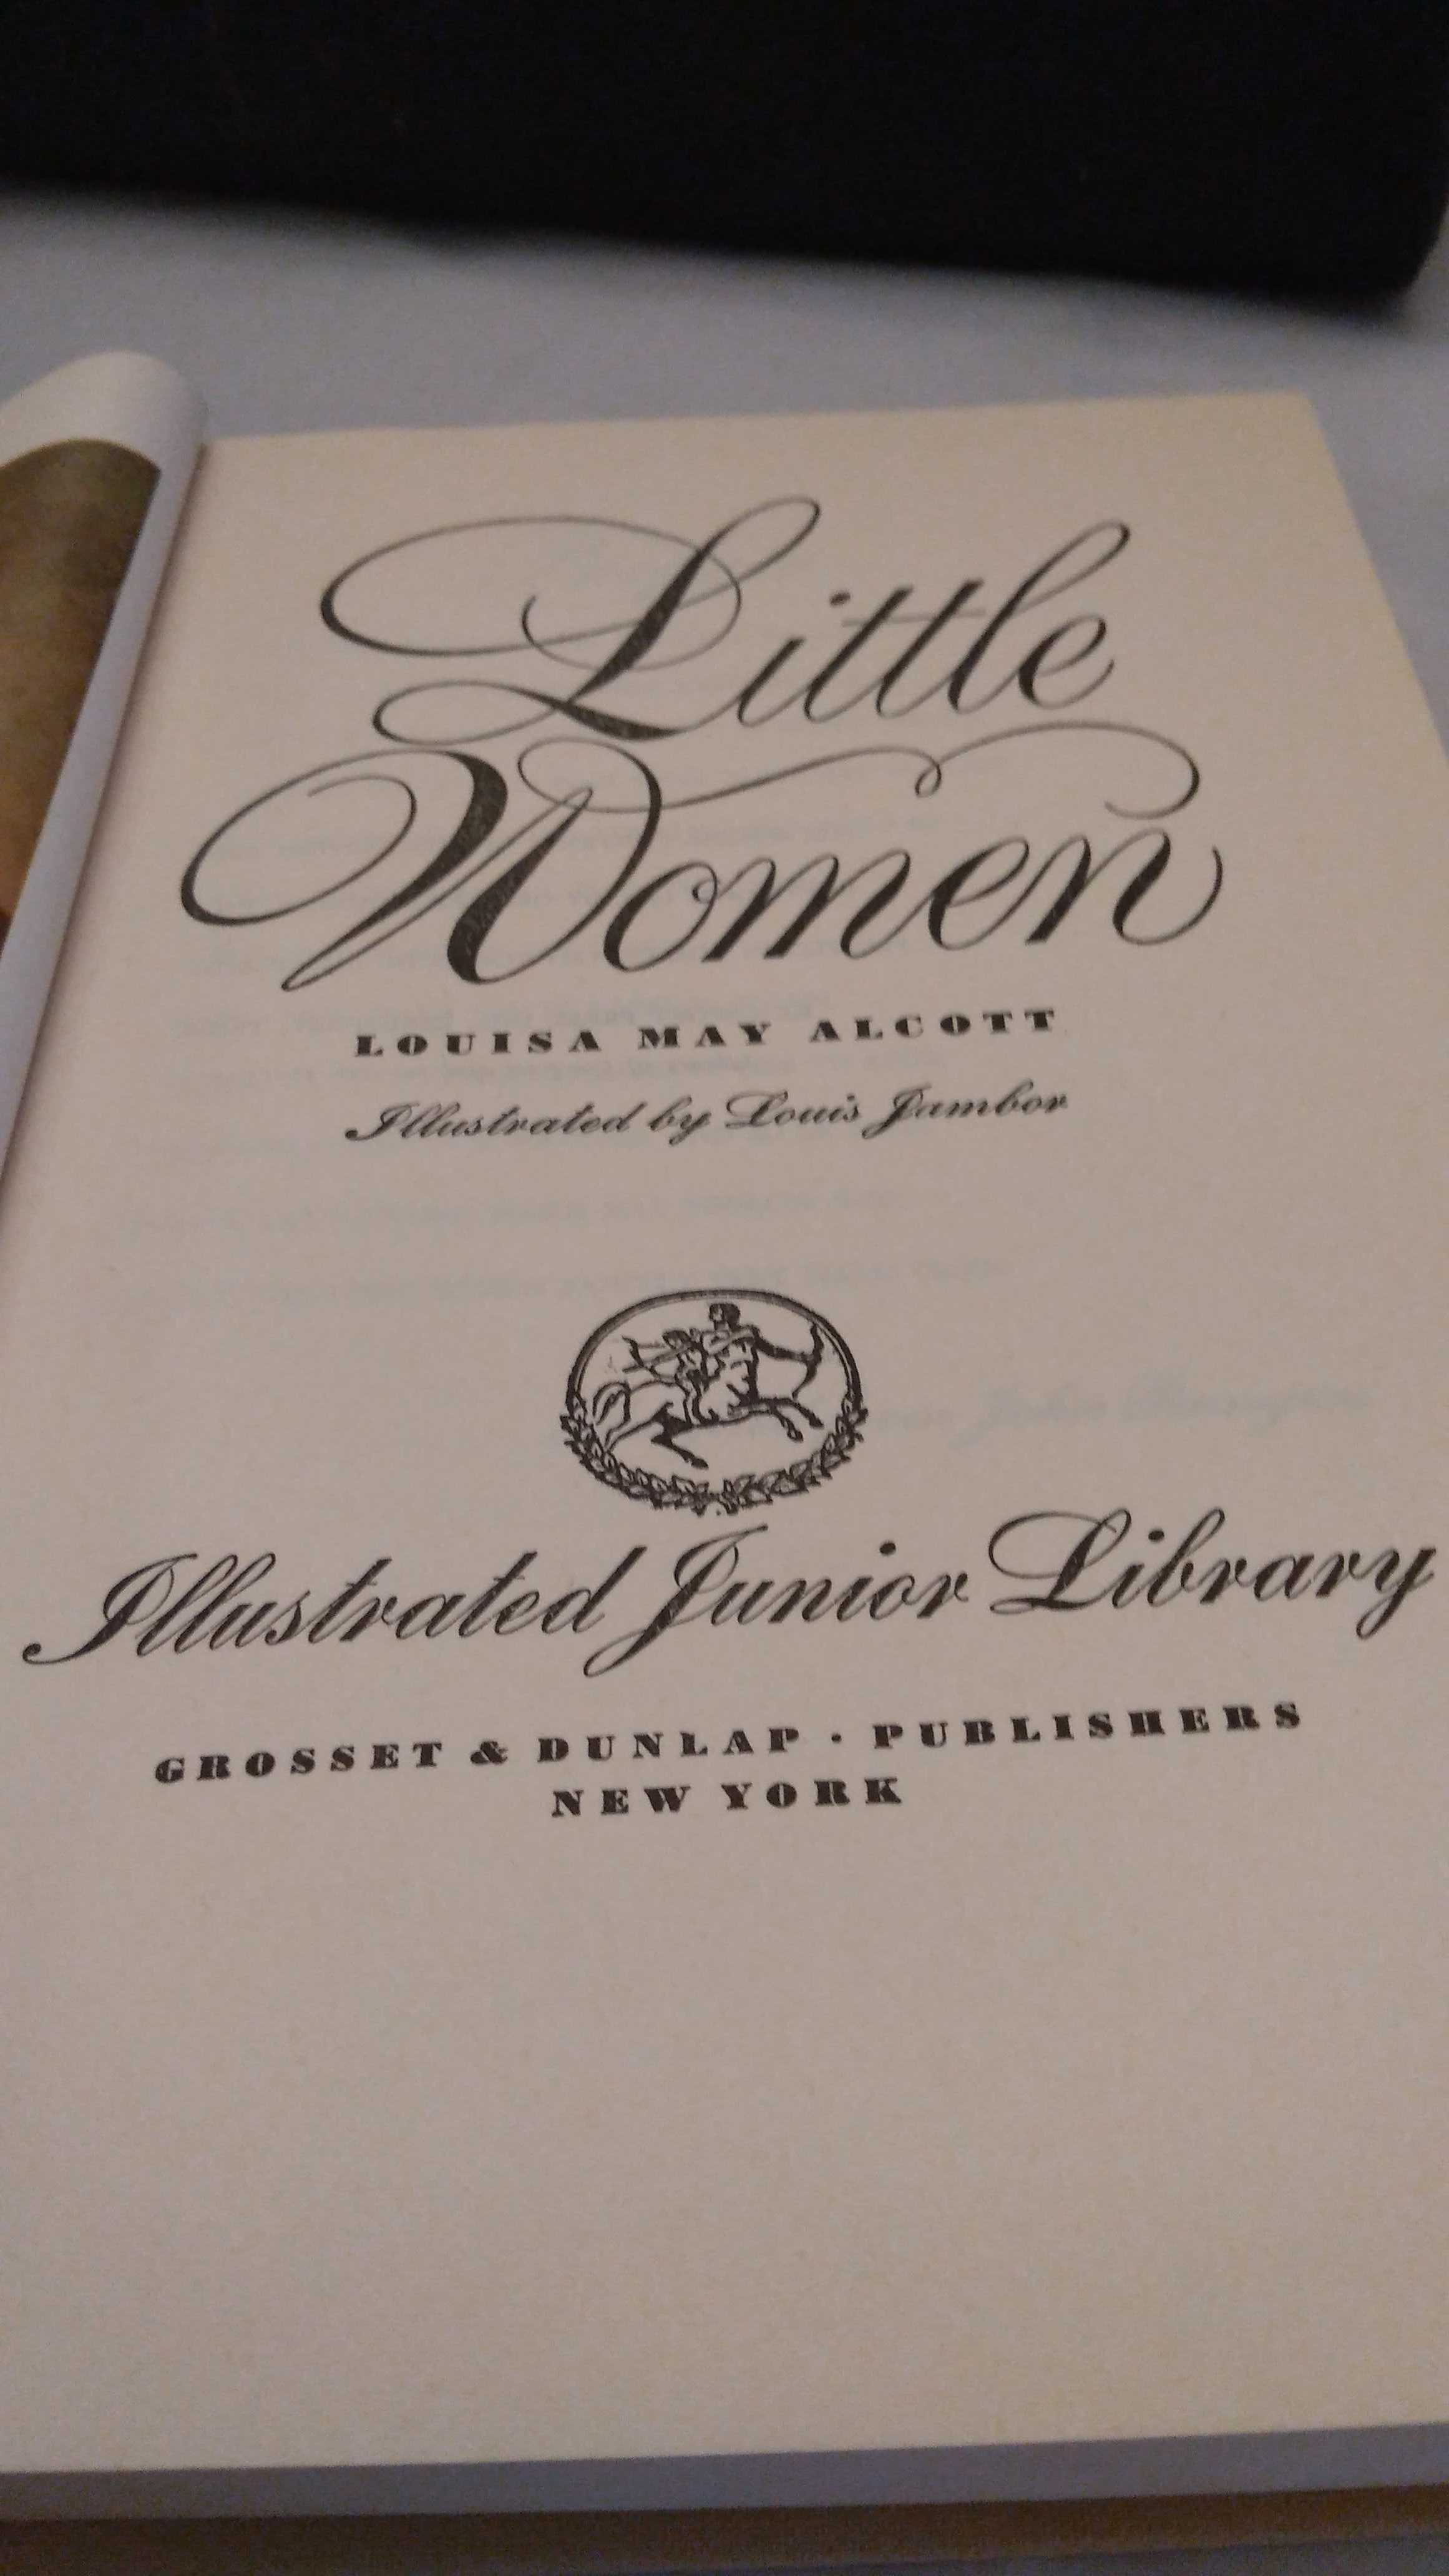 Little
Women
LOUISA MAY ALCOTT
Illustrated by Louis Jambor
Illustrated Junior Library
GROSSET & DUNLAP · PUBLISHERS
NEW YORK